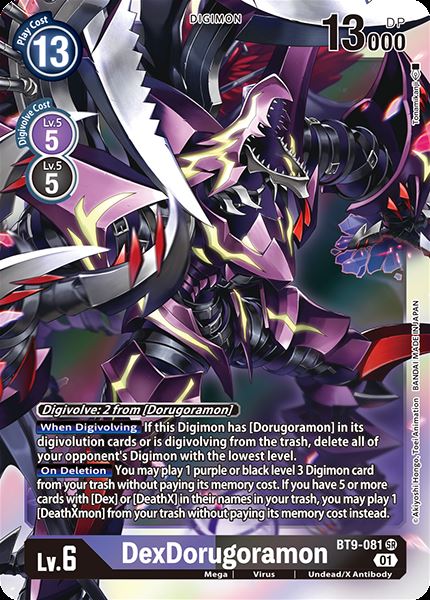 Play Cost
13
DIGIMON
13000
DP
Digivolve Cost
Lv.5
5
Lv.5
5
Tonamikanji
©Akiyoshi Hongo, Toei Animation BANDAI MADE IN JAPAN
Digivolve: 2 from [Dorugoramon]
When Digivolving If this Digimon has [Dorugoramon] in its
digivolution cards or is digivolving from the trash, delete all
of your opponent's Digimon with the lowest level.
On Deletion You may play 1 purple or black level 3 Digimon card
from your trash without paying its memory cost. If you have 5 or more
cards with [Dex] or [DeathX] in their names in your trash, you may play 1
[DeathXmon] from your trash without paying its memory cost instead.
Lv.6
DexDorugoramon
BT9-081 SR
01
Mega
Virus
Undead/X Antibody